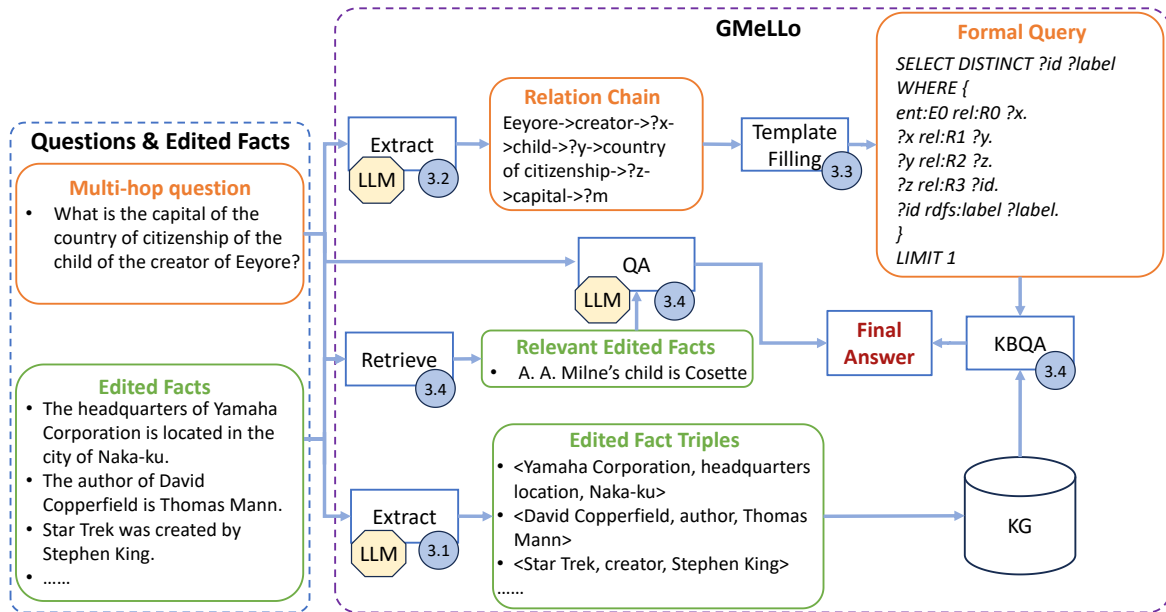 GMeLLo
Questions & Edited Facts
Multi-hop question
• What is the capital of the
country of citizenship of the
child of the creator of Eeyore?
Edited Facts
• The headquarters of Yamaha
Corporation is located in the
city of Naka-ku.
• The author of David
Copperfield is Thomas Mann.
• Star Trek was created by
Stephen King.
• ......
Extract
LLM
3.2
Relation Chain
Eeyore->creator->?x-
>child->?y->country
of citizenship->?z-
>capital->?m
Template
Filling
3.3
Formal Query
SELECT DISTINCT ?id ?label
WHERE {
ent:E0 rel:R0 ?x.
?x rel:R1 ?y.
?y rel:R2 ?z.
?z rel:R3 ?id.
?id rdfs:label ?label.
}
LIMIT 1
QA
LLM
3.4
Retrieve
3.4
Relevant Edited Facts
• A. A. Milne's child is Cosette
Final
Answer
KBQA
3.4
Extract
LLM
3.1
Edited Fact Triples
• <Yamaha Corporation, headquarters
location, Naka-ku>
• <David Copperfield, author, Thomas
Mann>
• <Star Trek, creator, Stephen King>
......
KG